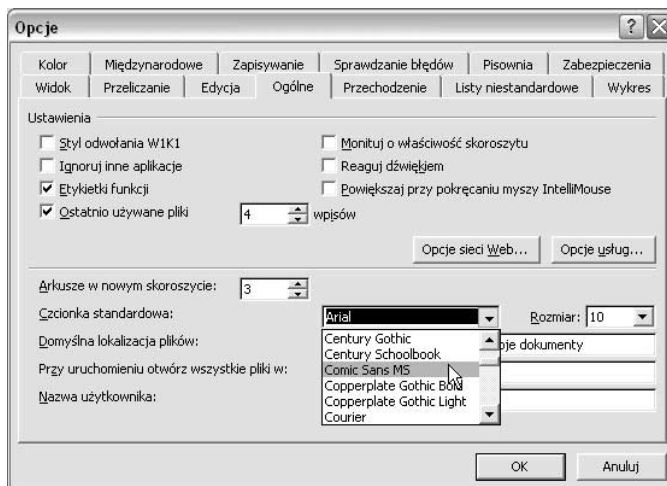 Opcje
Kolor Międzynarodowe Zapisywanie Sprawdzanie błędów Pisownia Zabezpieczenia
Widok Przeliczanie Edycja Ogólne Przechodzenie Listy niestandardowe Wykres
Ustawienia
Styl odwołania W1K1 Monituj o właściwość skoroszytu
Ignoruj inne aplikacje Reaguj dźwiękiem
Etykietki funkcji Powiększaj przy pokręcaniu myszy IntelliMouse
Ostatnio używane pliki 4 wpisów
Opcje sieci Web... Opcje usług...
Arkusze w nowym skoroszycie: 3
Czcionka standardowa: Arial Rozmiar: 10
Domyślna lokalizacja plików: Century Gothic oje dokumenty
Century Schoolbook
Przy uruchomieniu otwórz wszystkie pliki w: Comic Sans MS
Copperplate Gothic Bold
Nazwa użytkownika: Copperplate Gothic Light
Courier
OK Anuluj